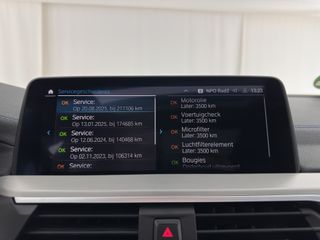 Servicegeschiedenis
NPO Rad2
13:23
OK Service:
Op 20.08.2025, bij 211106 km
OK Service:
Op 13.01.2025, bij 174685 km
OK Service:
Op 12.06.2024, bij 140468 km
OK Service:
Op 02.11.2023, bij 106314 km
OK Service:
OK Motorolie
Later: 3500 km
OK Voertuigcheck
Later: 3500 km
OK Microfilter
Later: 3500 km
OK Luchtfilterelement
Later: 3500 km
OK Bougies